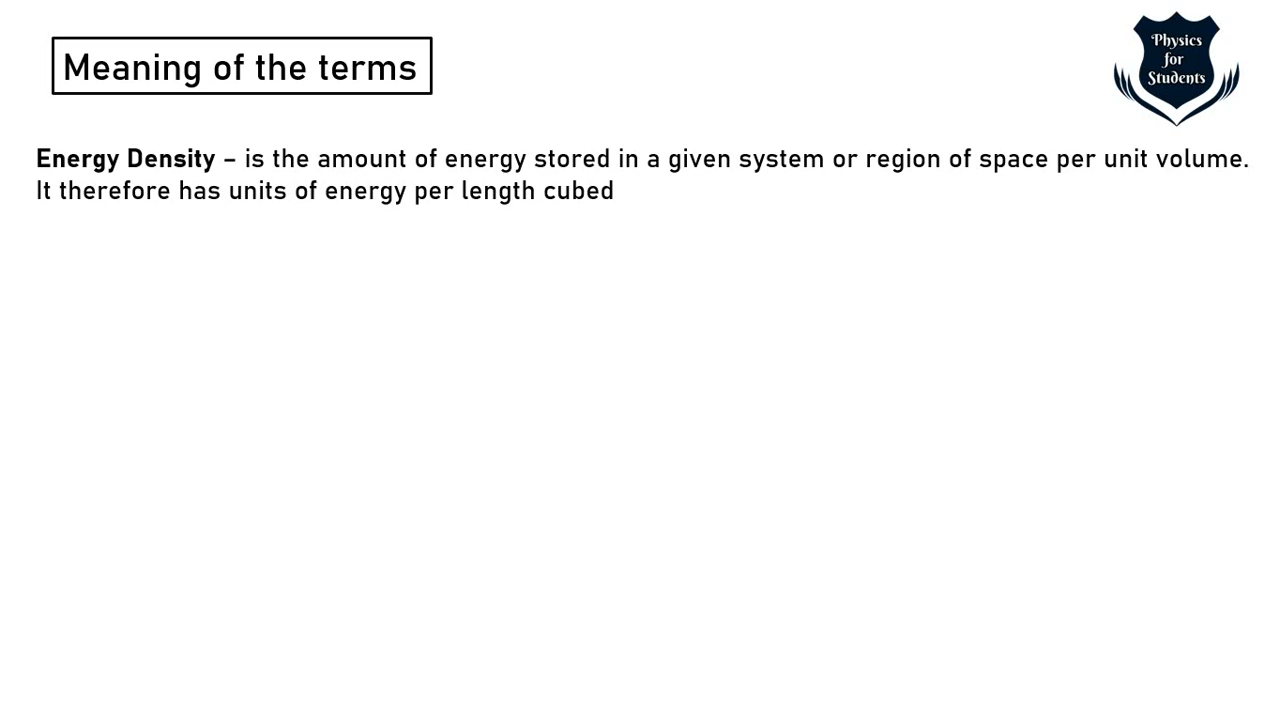 Meaning of the terms
Physics
for
Students
Energy Density – is the amount of energy stored in a given system or region of space per unit volume.
It therefore has units of energy per length cubed